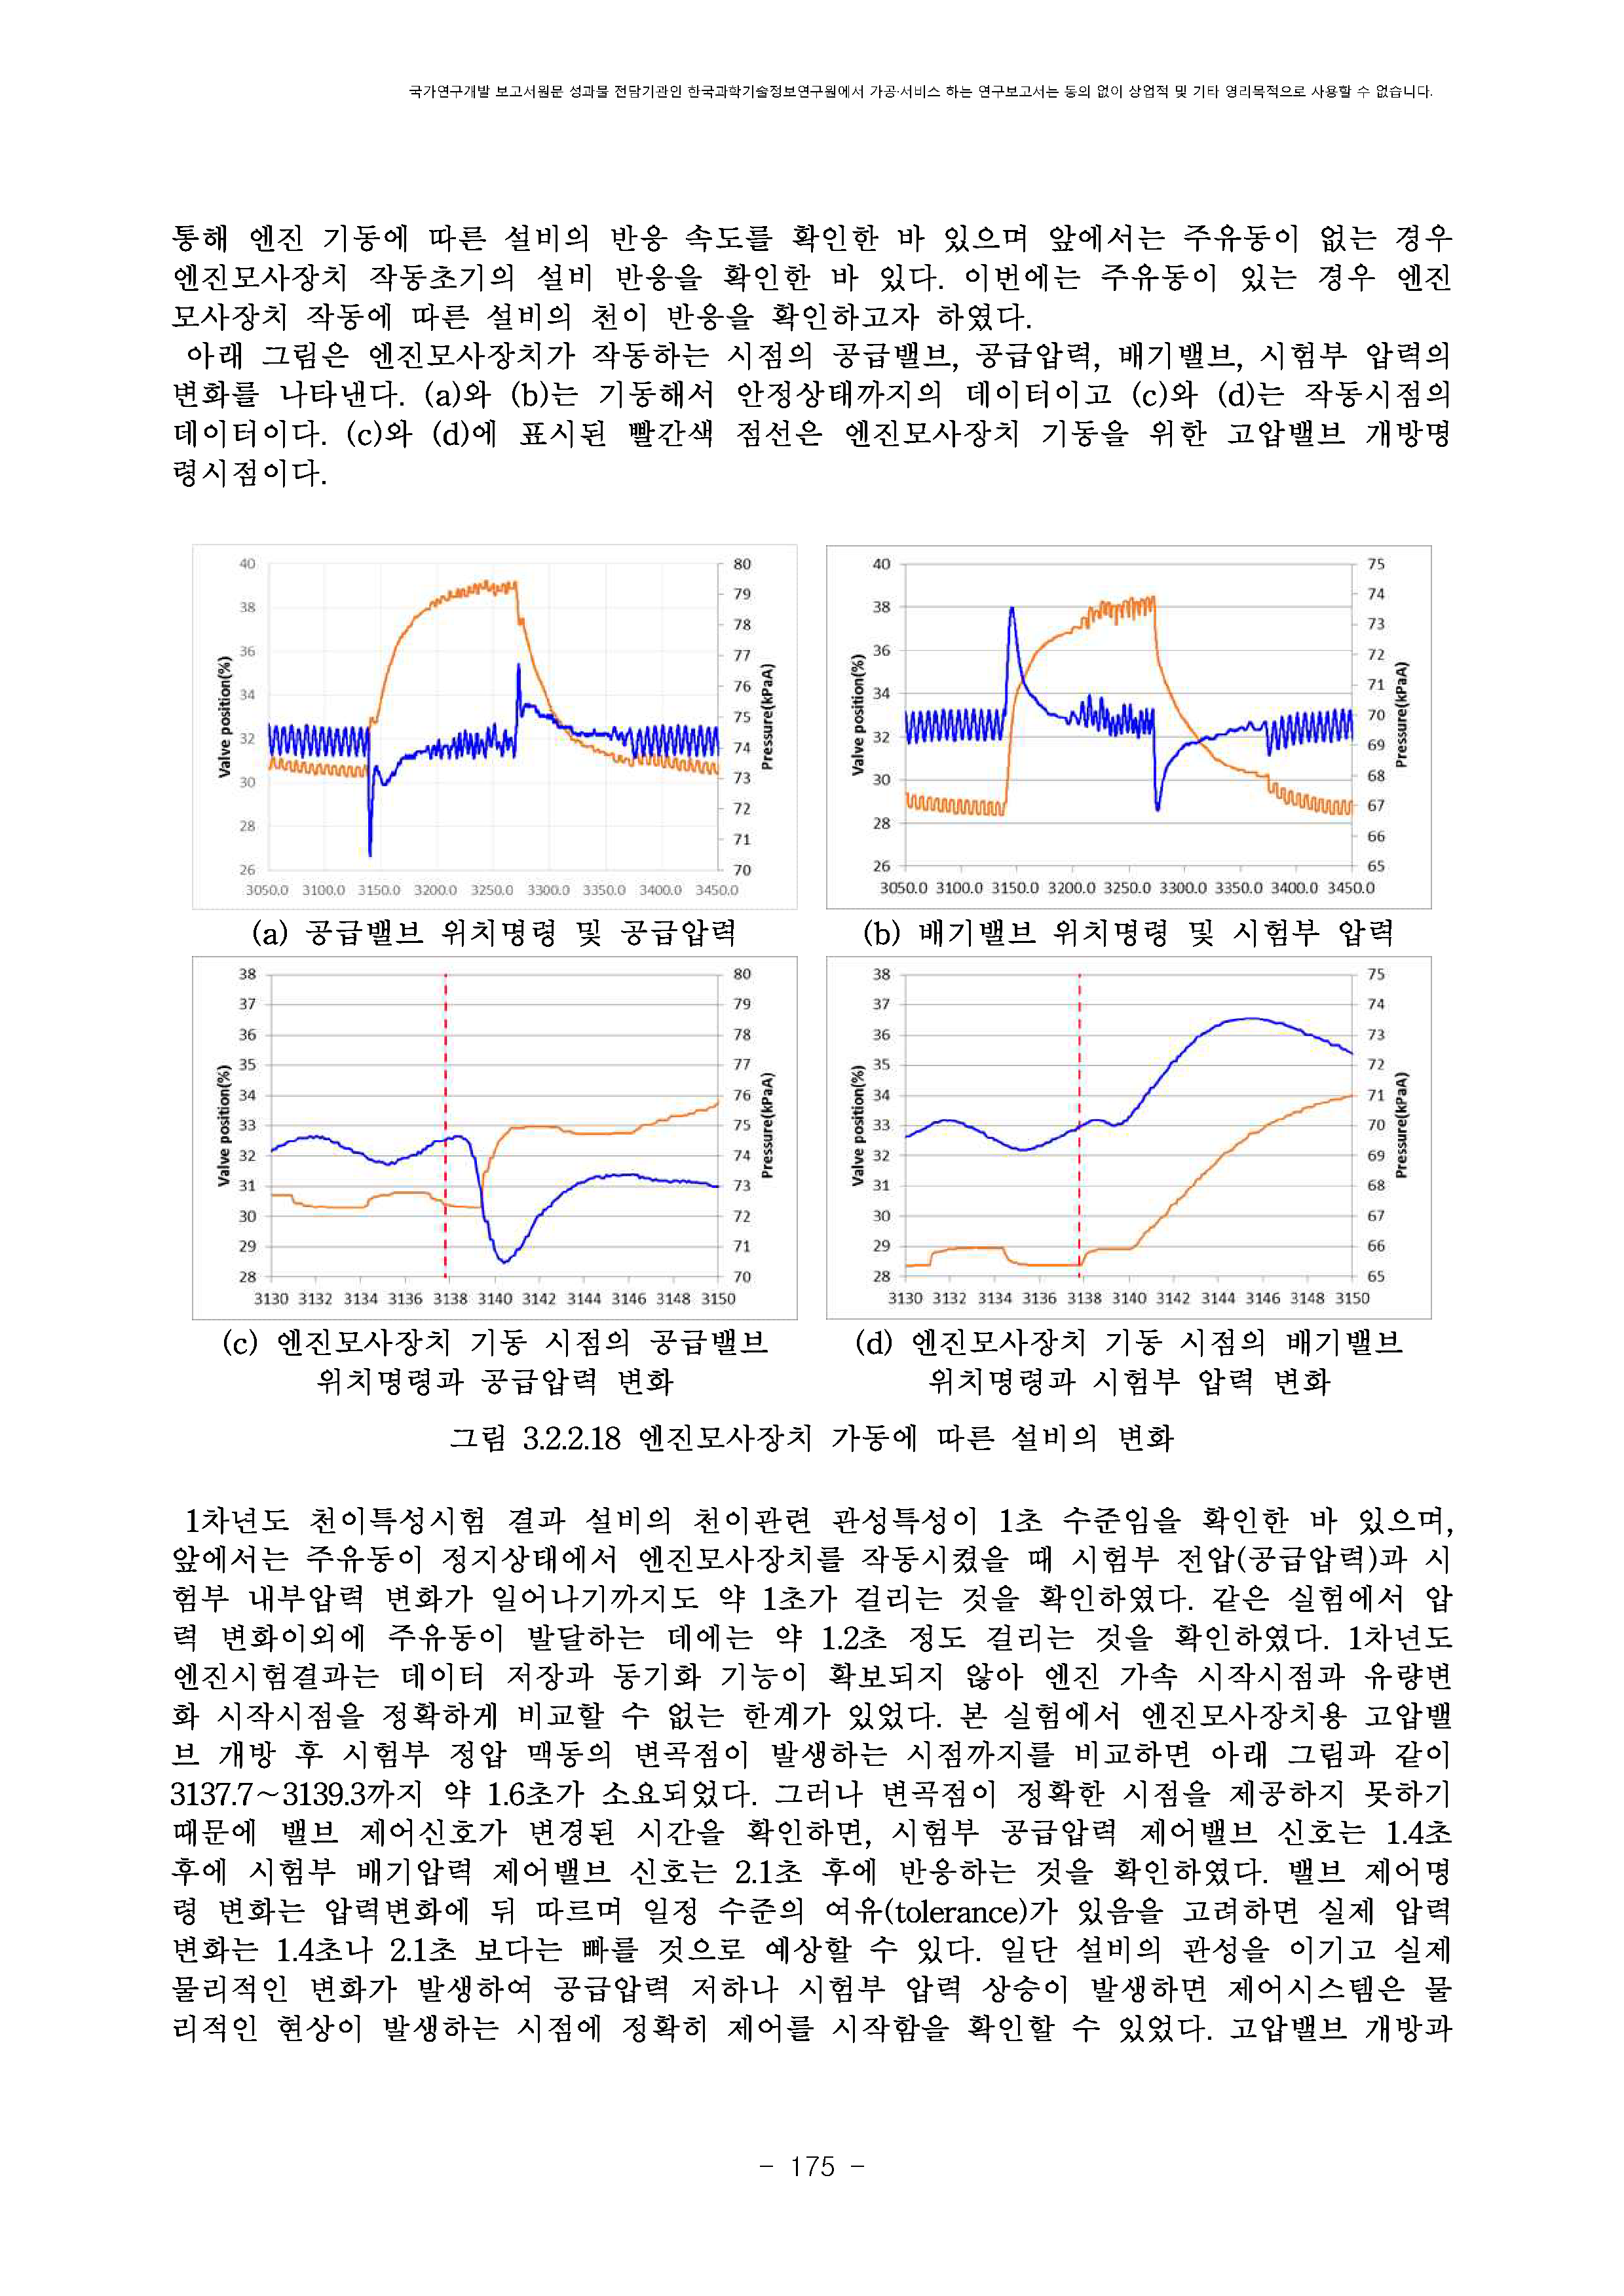 국가연구개발 보고서원문 성과물 전담기관인 한국과학기술정보연구원에서 가공·서비스 하는 연구보고서는 동의 없이 상업적 및 기타 영리목적으로 사용할 수 없습니다.
통해 엔진 기동에 따른 설비의 반응 속도를 확인한 바 있으며 앞에서는 주유동이 없는 경우
엔진모사장치 작동초기의 설비 반응을 확인한 바 있다. 이번에는 주유동이 있는 경우 엔진
모사장치 작동에 따른 설비의 천이 반응을 확인하고자 하였다.
아래 그림은 엔진모사장치가 작동하는 시점의 공급밸브, 공급압력, 배기밸브, 시험부 압력의
변화를 나타낸다. (a)와 (b)는 기동해서 안정상태까지의 데이터이고 (c)와 (d)는 작동시점의
데이터이다. (c)와 (d)에 표시된 빨간색 점선은 엔진모사장치 기동을 위한 고압밸브 개방명
령시점이다.
Valve position(%)
40
38
36
34
32
30
28
26
80
79
78
77
76
75
74
73
72
71
70
Pressure(kPaA)
3050.0 3100.0 3150.0 3200.0 3250.0 3300.0 3350.0 3400.0 3450.0
(a) 공급밸브 위치명령 및 공급압력
Valve position(%)
40
38
36
34
32
30
28
26
75
74
73
72
71
70
69
68
67
66
65
Pressure(kPaA)
3050.0 3100.0 3150.0 3200.0 3250.0 3300.0 3350.0 3400.0 3450.0
(b) 배기밸브 위치명령 및 시험부 압력
Valve position(%)
38
37
36
35
34
33
32
31
30
29
28
80
79
78
77
76
75
74
73
72
71
70
Pressure(kPaA)
3130 3132 3134 3136 3138 3140 3142 3144 3146 3148 3150
(c) 엔진모사장치 기동 시점의 공급밸브
위치명령과 공급압력 변화
Valve position(%)
38
37
36
35
34
33
32
31
30
29
28
75
74
73
72
71
70
69
68
67
66
65
Pressure(kPaA)
3130 3132 3134 3136 3138 3140 3142 3144 3146 3148 3150
(d) 엔진모사장치 기동 시점의 배기밸브
위치명령과 시험부 압력 변화
그림 3.2.2.18 엔진모사장치 가동에 따른 설비의 변화
1차년도 천이특성시험 결과 설비의 천이관련 관성특성이 1초 수준임을 확인한 바 있으며,
앞에서는 주유동이 정지상태에서 엔진모사장치를 작동시켰을 때 시험부 전압(공급압력)과 시
험부 내부압력 변화가 일어나기까지도 약 1초가 걸리는 것을 확인하였다. 같은 실험에서 압
력 변화이외에 주유동이 발달하는 데에는 약 1.2초 정도 걸리는 것을 확인하였다. 1차년도
엔진시험결과는 데이터 저장과 동기화 기능이 확보되지 않아 엔진 가속 시작시점과 유량변
화 시작시점을 정확하게 비교할 수 없는 한계가 있었다. 본 실험에서 엔진모사장치용 고압밸
브 개방 후 시험부 정압 맥동의 변곡점이 발생하는 시점까지를 비교하면 아래 그림과 같이
3137.7~3139.3까지 약 1.6초가 소요되었다. 그러나 변곡점이 정확한 시점을 제공하지 못하기
때문에 밸브 제어신호가 변경된 시간을 확인하면, 시험부 공급압력 제어밸브 신호는 1.4초
후에 시험부 배기압력 제어밸브 신호는 2.1초 후에 반응하는 것을 확인하였다. 밸브 제어명
령 변화는 압력변화에 뒤 따르며 일정 수준의 여유(tolerance)가 있음을 고려하면 실제 압력
변화는 1.4초나 2.1초 보다는 빠를 것으로 예상할 수 있다. 일단 설비의 관성을 이기고 실제
물리적인 변화가 발생하여 공급압력 저하나 시험부 압력 상승이 발생하면 제어시스템은 물
리적인 현상이 발생하는 시점에 정확히 제어를 시작함을 확인할 수 있었다. 고압밸브 개방과
- 175 -